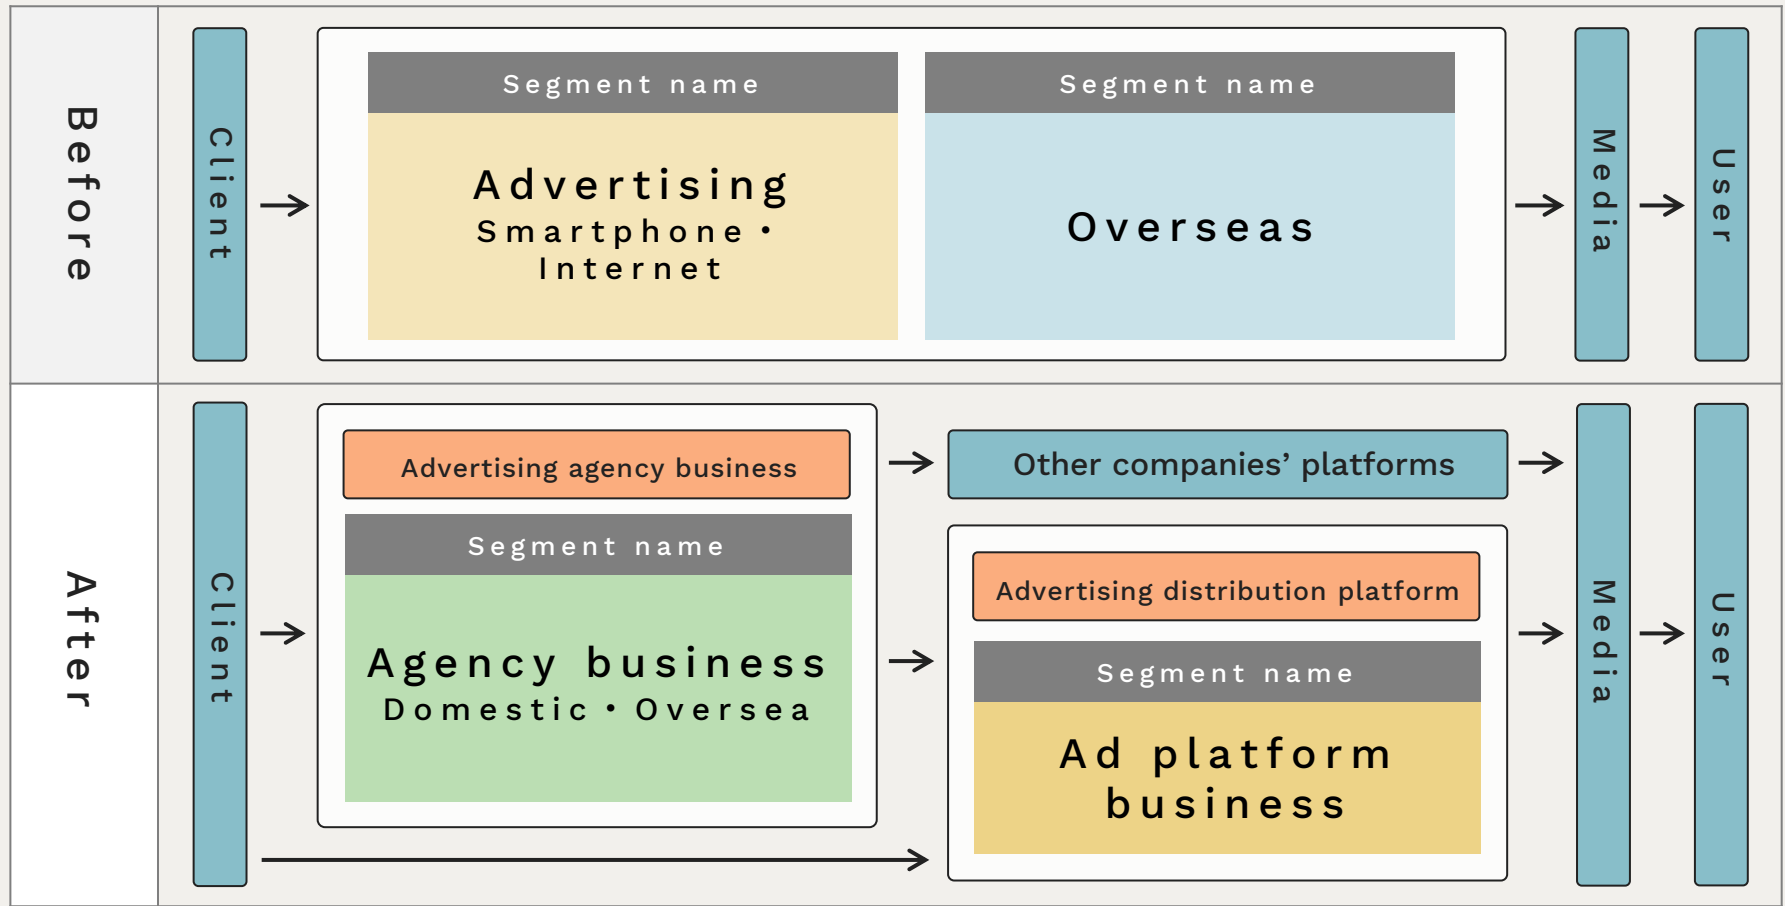 Before
Client
Segment name
Advertising
Smartphone・
Internet
Segment name
Overseas
Media
User
After
Client
Advertising agency business
Segment name
Agency business
Domestic・Oversea
Other companies’ platforms
Advertising distribution platform
Segment name
Ad platform
business
Media
User